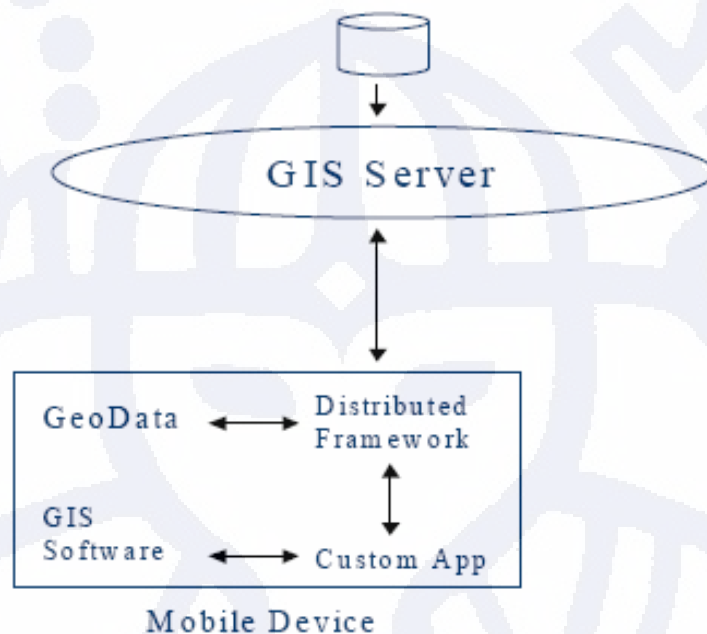 GIS Server
GeoData
Distributed
Framework
GIS
Software
Custom App
Mobile Device